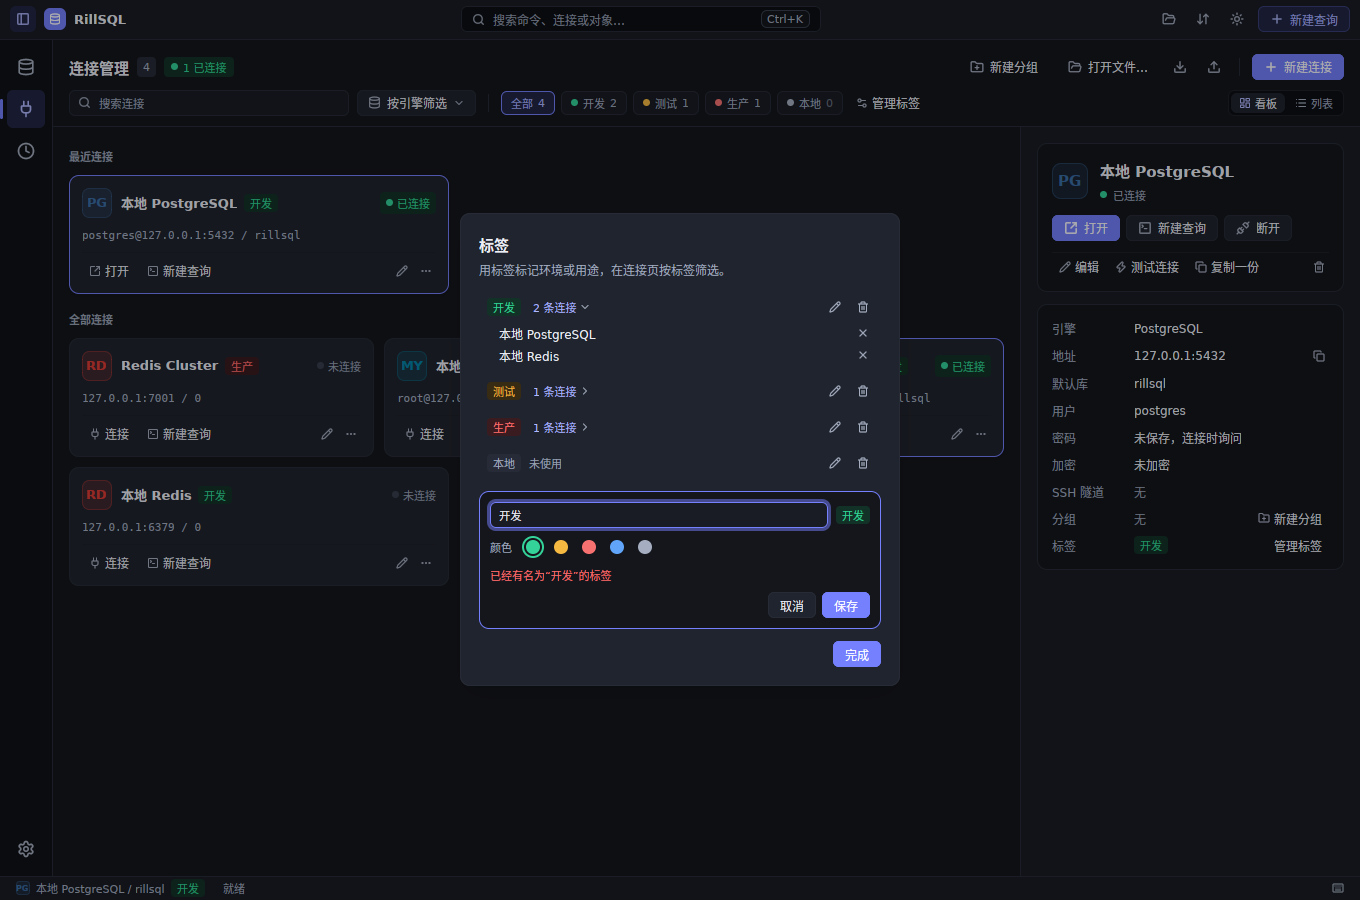 RillSQL
搜索命令、连接或对象... Ctrl+K
新建查询
连接管理 4 1 已连接
新建分组 打开文件... 新建连接
搜索连接 按引擎筛选 全部 4 开发 2 测试 1 生产 1 本地 0 管理标签 看板 列表
最近连接
PG 本地 PostgreSQL 开发 已连接
postgres@127.0.0.1:5432 / rillsql
打开 新建查询
全部连接
RD Redis Cluster 生产 未连接
127.0.0.1:7001 / 0
连接 新建查询
MY 本地
root@127.0
连接
已连接
llsql
RD 本地 Redis 开发 未连接
127.0.0.1:6379 / 0
连接 新建查询
标签
用标签标记环境或用途，在连接页按标签筛选。
开发 2 条连接
本地 PostgreSQL
本地 Redis
测试 1 条连接
生产 1 条连接
本地 未使用
开发 开发
颜色
已经有名为“开发”的标签
取消 保存
完成
PG 本地 PostgreSQL
已连接
打开 新建查询 断开
编辑 测试连接 复制一份
引擎 PostgreSQL
地址 127.0.0.1:5432
默认库 rillsql
用户 postgres
密码 未保存，连接时询问
加密 未加密
SSH 隧道 无
分组 无 新建分组
标签 开发 管理标签
PG 本地 PostgreSQL / rillsql 开发 就绪